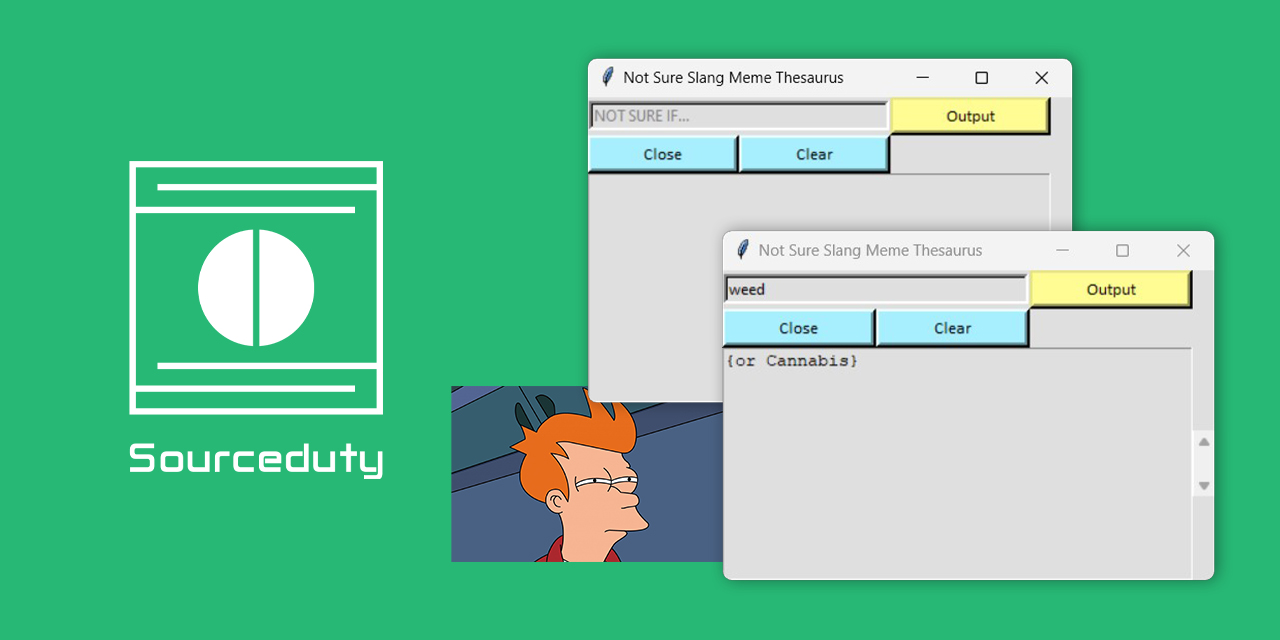 Sourceduty
Not Sure Slang Meme Thesaurus
NOT SURE IF...
Output
Close
Clear
Not Sure Slang Meme Thesaurus
weed
Output
Close
Clear
{or Cannabis}